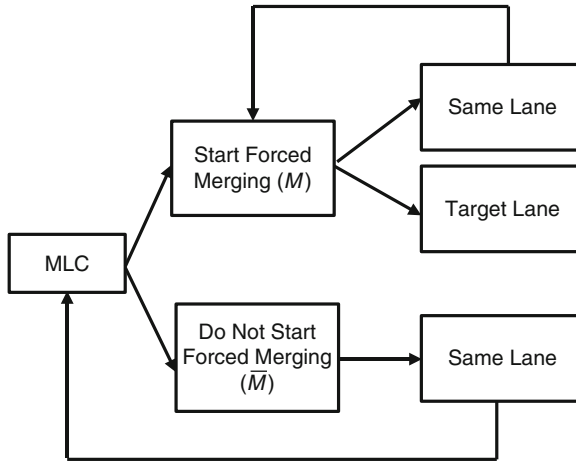 Same Lane
Start Forced
Merging (M)
Target Lane
MLC
Do Not Start
Forced Merging
(M̅)
Same Lane